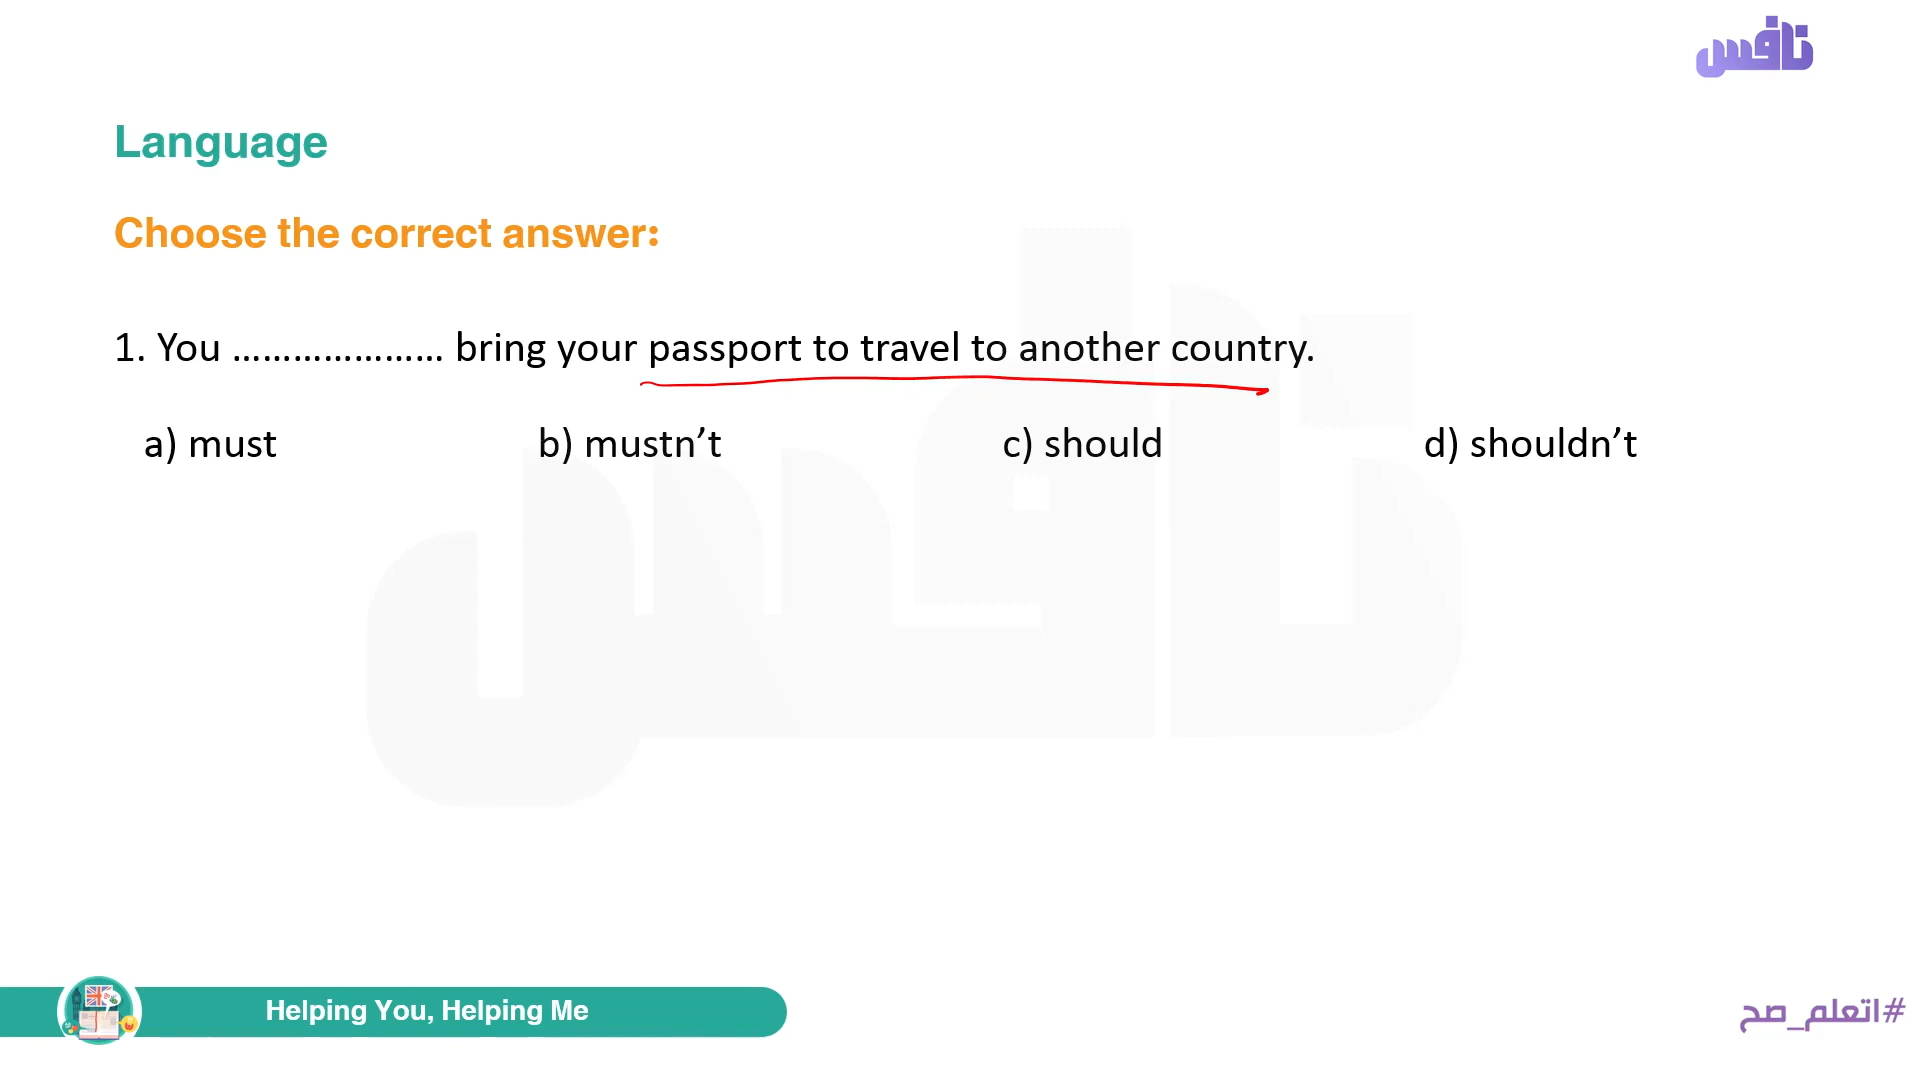 نافس
Language
Choose the correct answer:
1. You ..................... bring your passport to travel to another country.
a) must b) mustn’t c) should d) shouldn’t
Helping You, Helping Me
#اتعلم_صح